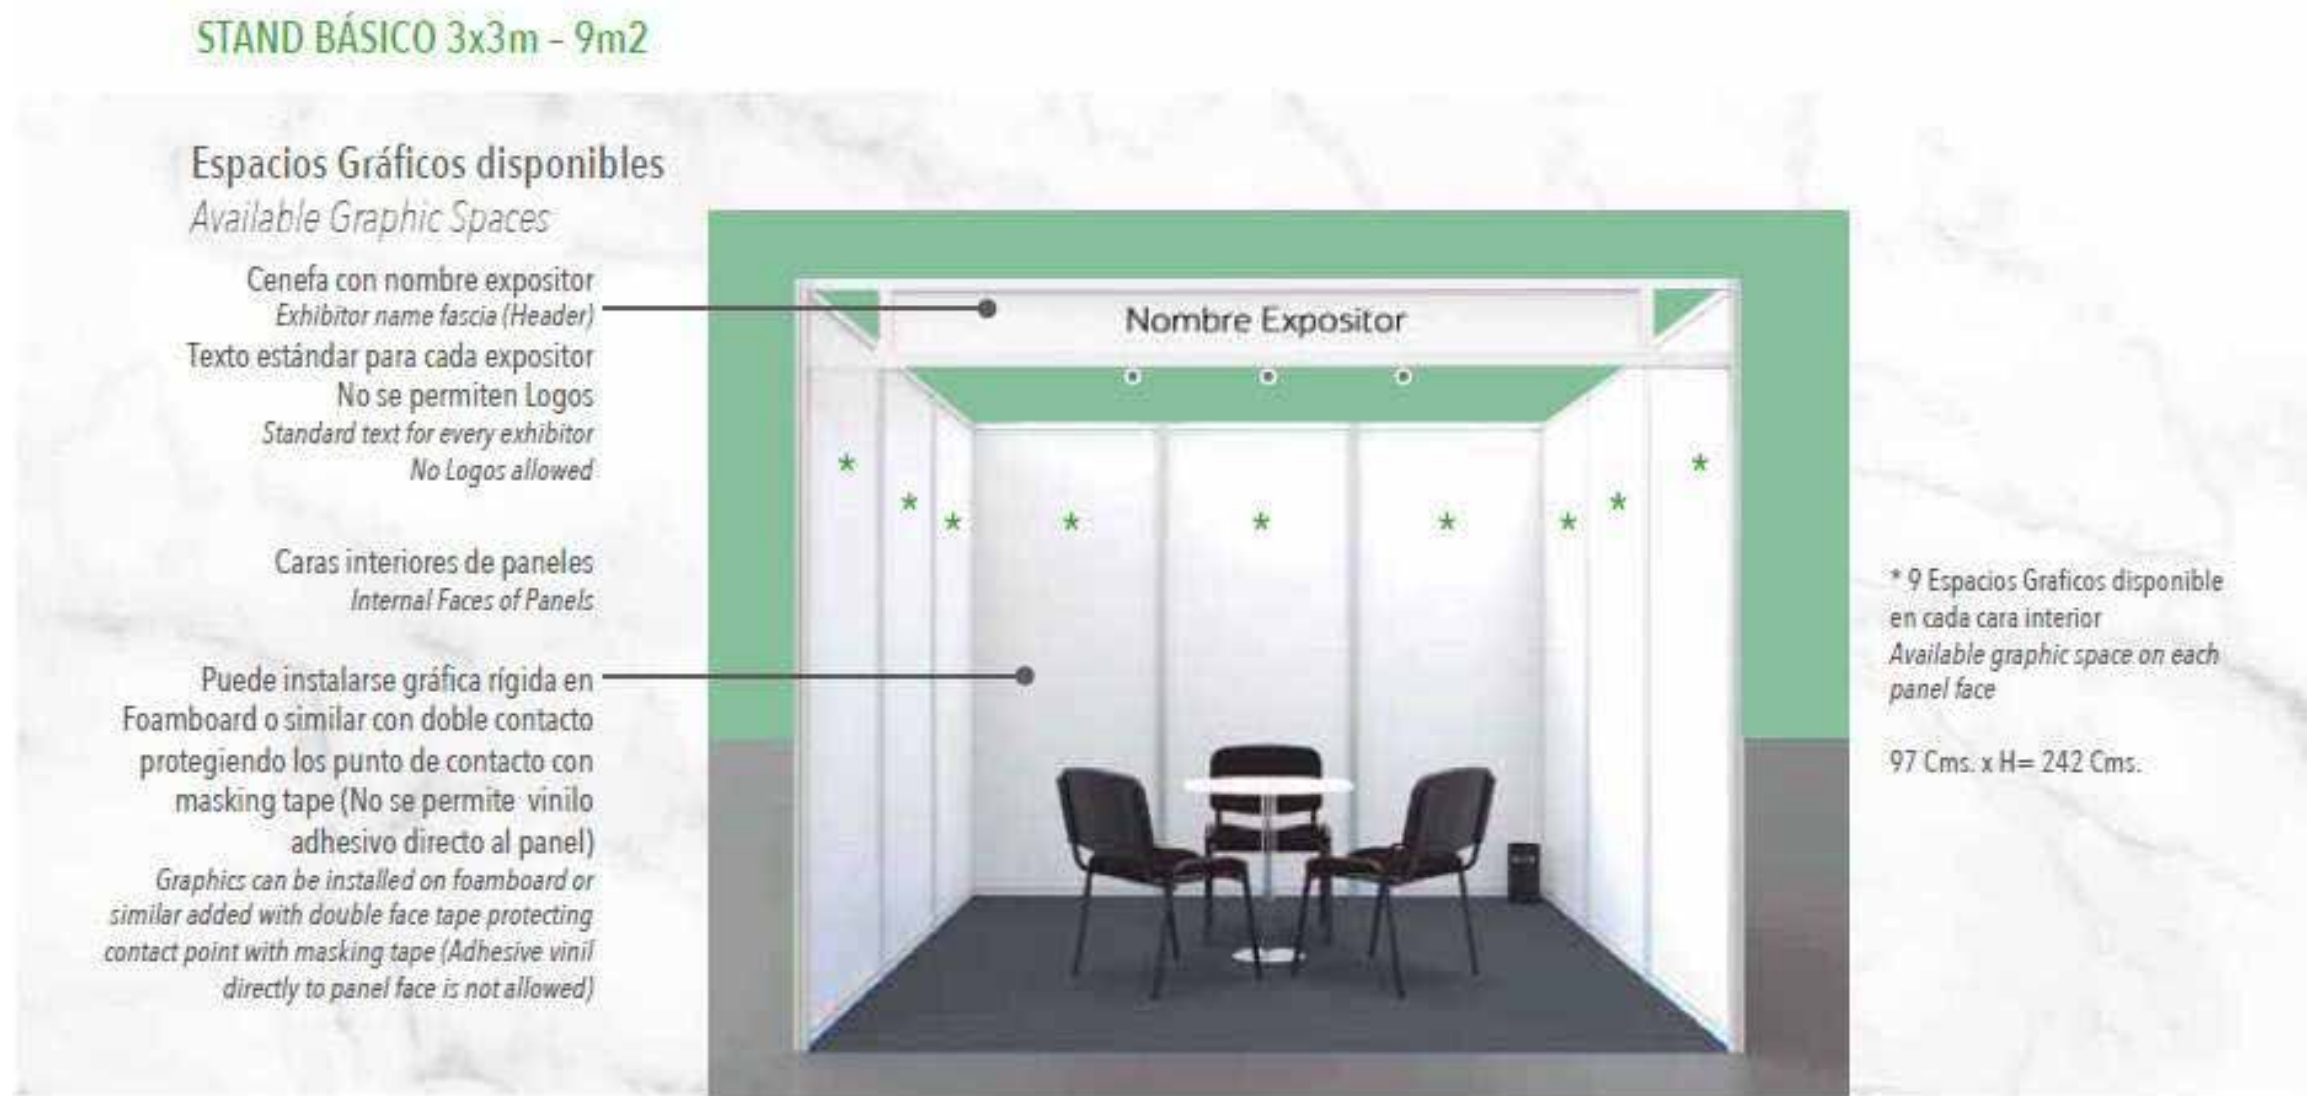 STAND BÁSICO 3x3m – 9m2
Espacios Gráficos disponibles
Available Graphic Spaces
Cenefa con nombre expositor
Exhibitor name fascia (Header)
Texto estándar para cada expositor
No se permiten Logos
Standard text for every exhibitor
No Logos allowed
Caras interiores de paneles
Internal Faces of Panels
Puede instalarse gráfica rígida en
Foamboard o similar con doble contacto
protegiendo los punto de contacto con
masking tape (No se permite vinilo
adhesivo directo al panel)
Graphics can be installed on foamboard or
similar added with double face tape protecting
contact point with masking tape (Adhesive vinil
directly to panel face is not allowed)
Nombre Expositor
* * * * * * * * *
* 9 Espacios Graficos disponible
en cada cara interior
Available graphic space on each
panel face
97 Cms. x H= 242 Cms.